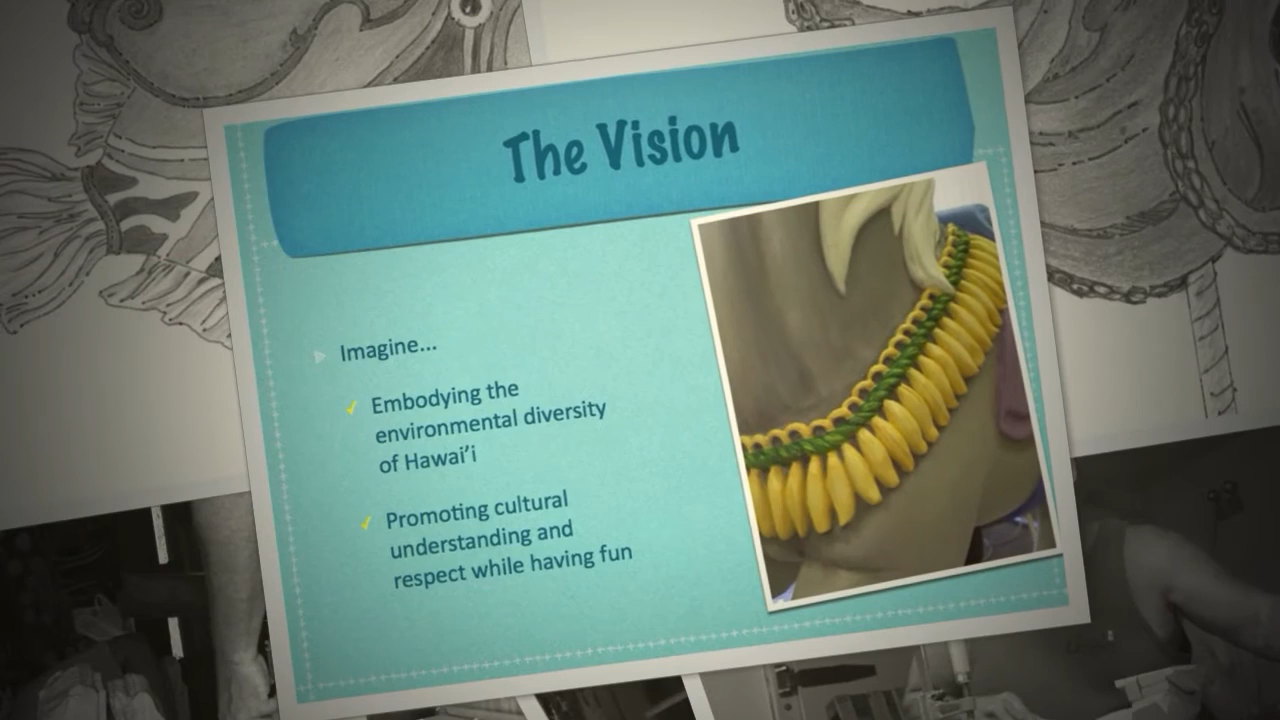 The Vision
Imagine...
Embodying the
environmental diversity
of Hawai’i
Promoting cultural
understanding and
respect while having fun